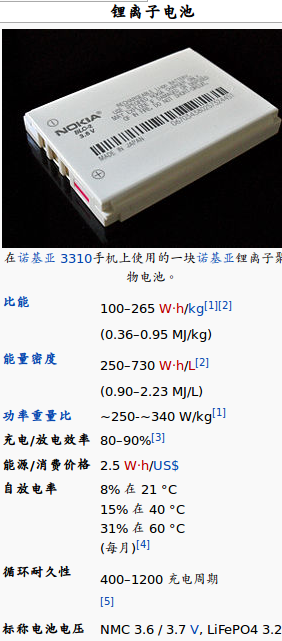 锂离子电池
NOKIA
BLC-2
3.6 V
MADE IN JAPAN
在诺基亚 3310手机上使用的一块诺基亚锂离子聚
物电池。
比能 100–265 W·h/kg[1][2]
(0.36–0.95 MJ/kg)
能量密度 250–730 W·h/L[2]
(0.90–2.23 MJ/L)
功率重量比 ~250-~340 W/kg[1]
充电/放电效率 80–90%[3]
能源/消费价格 2.5 W·h/US$
自放电率 8% 在 21 °C
15% 在 40 °C
31% 在 60 °C
(每月)[4]
循环耐久性 400–1200 充电周期
[5]
标称电池电压 NMC 3.6 / 3.7 V, LiFePO4 3.2